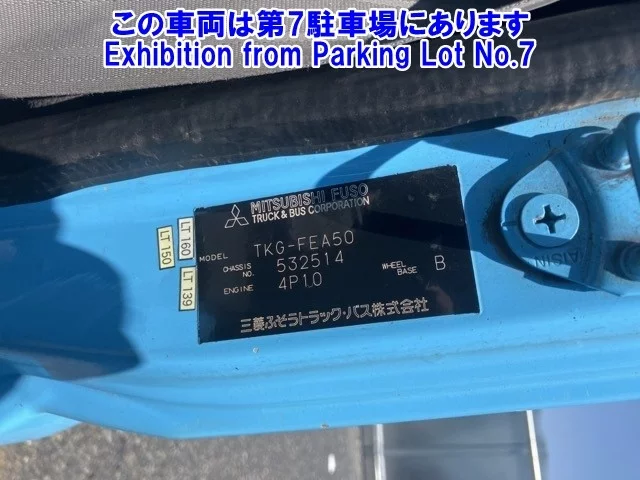 この車両は第7駐車場にあります
Exhibition from Parking Lot No.7
MITSUBISHI FUSO
TRUCK & BUS CORPORATION
MODEL TKG-FEA50
CHASSIS NO. 532514 WHEEL BASE B
ENGINE 4P10
三菱ふそうトラック・バス株式会社
LT 160
LT 150
LT 139
AISIN